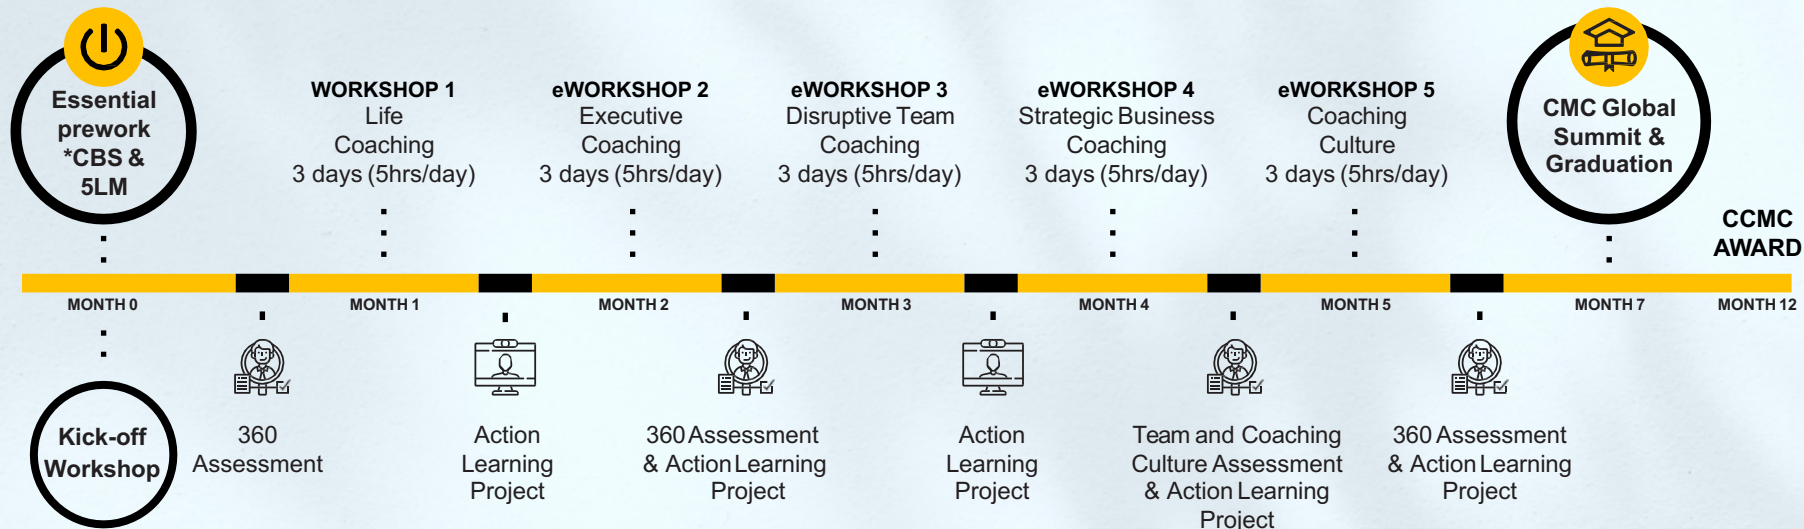 Essential
prework
*CBS &
5LM
WORKSHOP 1
Life
Coaching
3 days (5hrs/day)
eWORKSHOP 2
Executive
Coaching
3 days (5hrs/day)
eWORKSHOP 3
Disruptive Team
Coaching
3 days (5hrs/day)
eWORKSHOP 4
Strategic Business
Coaching
3 days (5hrs/day)
eWORKSHOP 5
Coaching
Culture
3 days (5hrs/day)
CMC Global
Summit &
Graduation
CCMC
AWARD
MONTH 0
MONTH 1
MONTH 2
MONTH 3
MONTH 4
MONTH 5
MONTH 7
MONTH 12
Kick-off
Workshop
360
Assessment
Action
Learning
Project
360 Assessment
& Action Learning
Project
Action
Learning
Project
Team and Coaching
Culture Assessment
& Action Learning
Project
360 Assessment
& Action Learning
Project